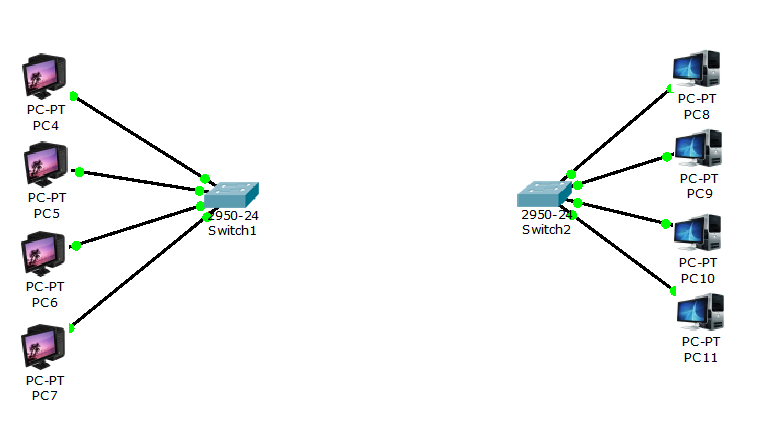 PC-PT
PC4
PC-PT
PC5
PC-PT
PC6
PC-PT
PC7
2950-24
Switch1
2950-24
Switch2
PC-PT
PC8
PC-PT
PC9
PC-PT
PC10
PC-PT
PC11